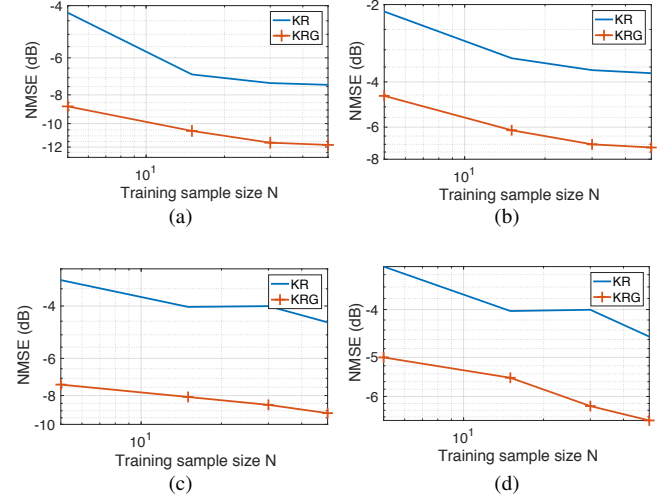 -4
-8
-10
-12
NMSE (dB)
10^1
Training sample size N
KR
KRG
(a)
-2
-4
-6
-8
NMSE (dB)
10^1
Training sample size N
KR
KRG
(b)
-4
-6
-8
-10
NMSE (dB)
10^1
Training sample size N
KR
KRG
(c)
-4
-5
-6
NMSE (dB)
10^1
Training sample size N
KR
KRG
(d)